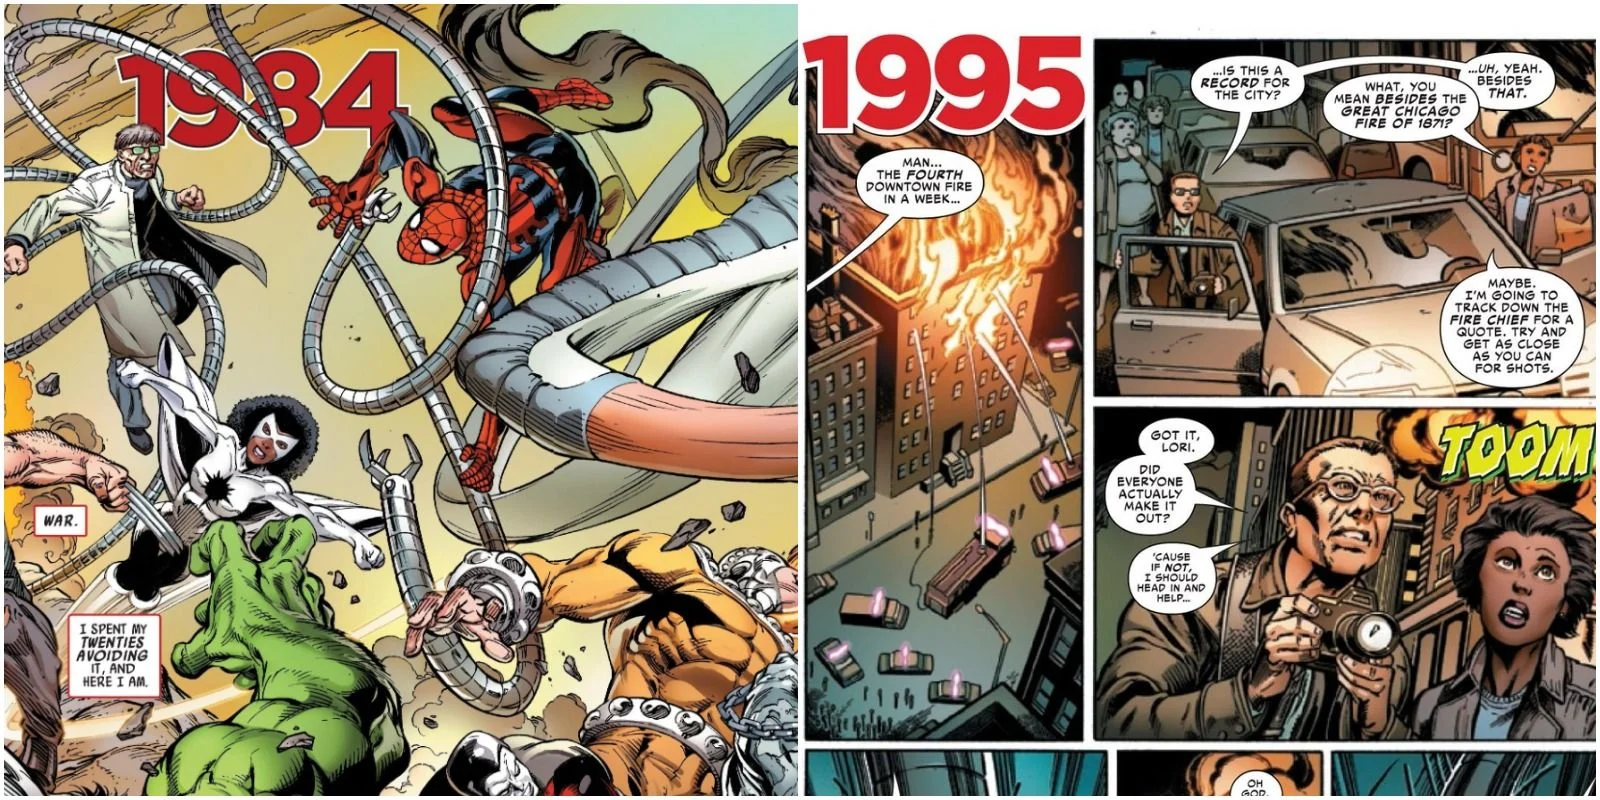 1984
WAR.
I SPENT MY
TWENTIES
AVOIDING
IT, AND
HERE I AM.
1995
MAN...
THE FOURTH
DOWNTOWN FIRE
IN A WEEK...
...IS THIS A
RECORD FOR
THE CITY?
WHAT, YOU
MEAN BESIDES THE
GREAT CHICAGO
FIRE OF 1871?
...UH, YEAH.
BESIDES
THAT.
MAYBE.
I'M GOING TO
TRACK DOWN THE
FIRE CHIEF FOR A
QUOTE. TRY AND
GET AS CLOSE
AS YOU CAN
FOR SHOTS.
GOT IT,
LORI.
DID
EVERYONE
ACTUALLY
MAKE IT
OUT?
'CAUSE
IF NOT,
I SHOULD
HEAD IN AND
HELP...
TOOM
OH
GOD.